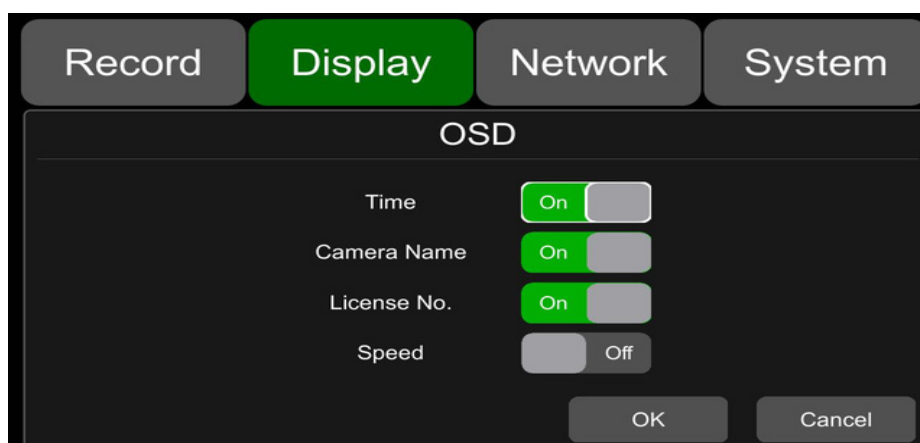 Record Display Network System
OSD
Time On
Camera Name On
License No. On
Speed Off
OK Cancel